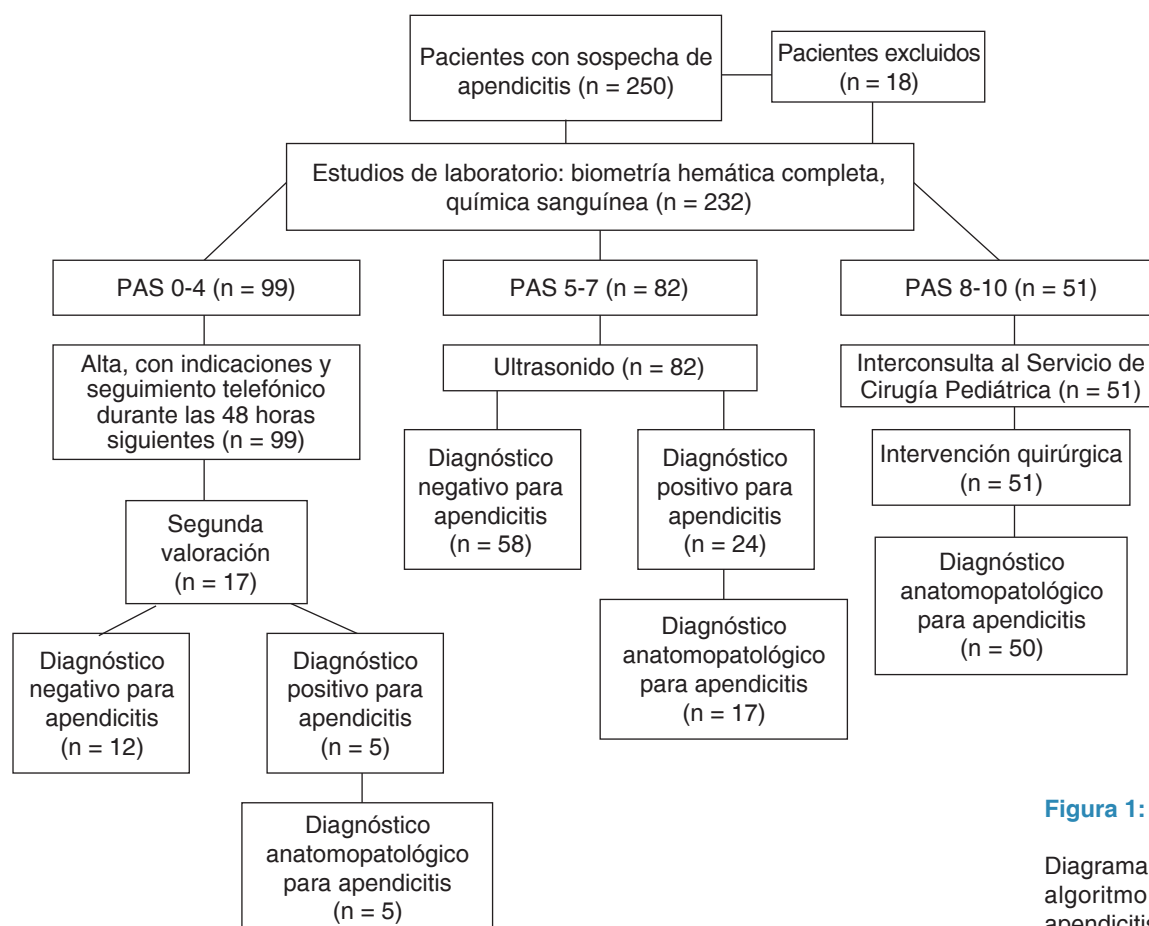 Pacientes con sospecha de
apendicitis (n = 250)
Pacientes excluidos
(n = 18)
Estudios de laboratorio: biometría hemática completa,
química sanguínea (n = 232)
PAS 0-4 (n = 99)
PAS 5-7 (n = 82)
PAS 8-10 (n = 51)
Alta, con indicaciones y
seguimiento telefónico
durante las 48 horas
siguientes (n = 99)
Ultrasonido (n = 82)
Interconsulta al Servicio de
Cirugía Pediátrica (n = 51)
Segunda
valoración
(n = 17)
Diagnóstico
negativo para
apendicitis
(n = 58)
Diagnóstico
positivo para
apendicitis
(n = 24)
Intervención quirúrgica
(n = 51)
Diagnóstico
negativo para
apendicitis
(n = 12)
Diagnóstico
positivo para
apendicitis
(n = 5)
Diagnóstico
anatomopatológico
para apendicitis
(n = 17)
Diagnóstico
anatomopatológico
para apendicitis
(n = 50)
Diagnóstico
anatomopatológico
para apendicitis
(n = 5)
Figura 1:
Diagrama
algoritmo
apendicitis